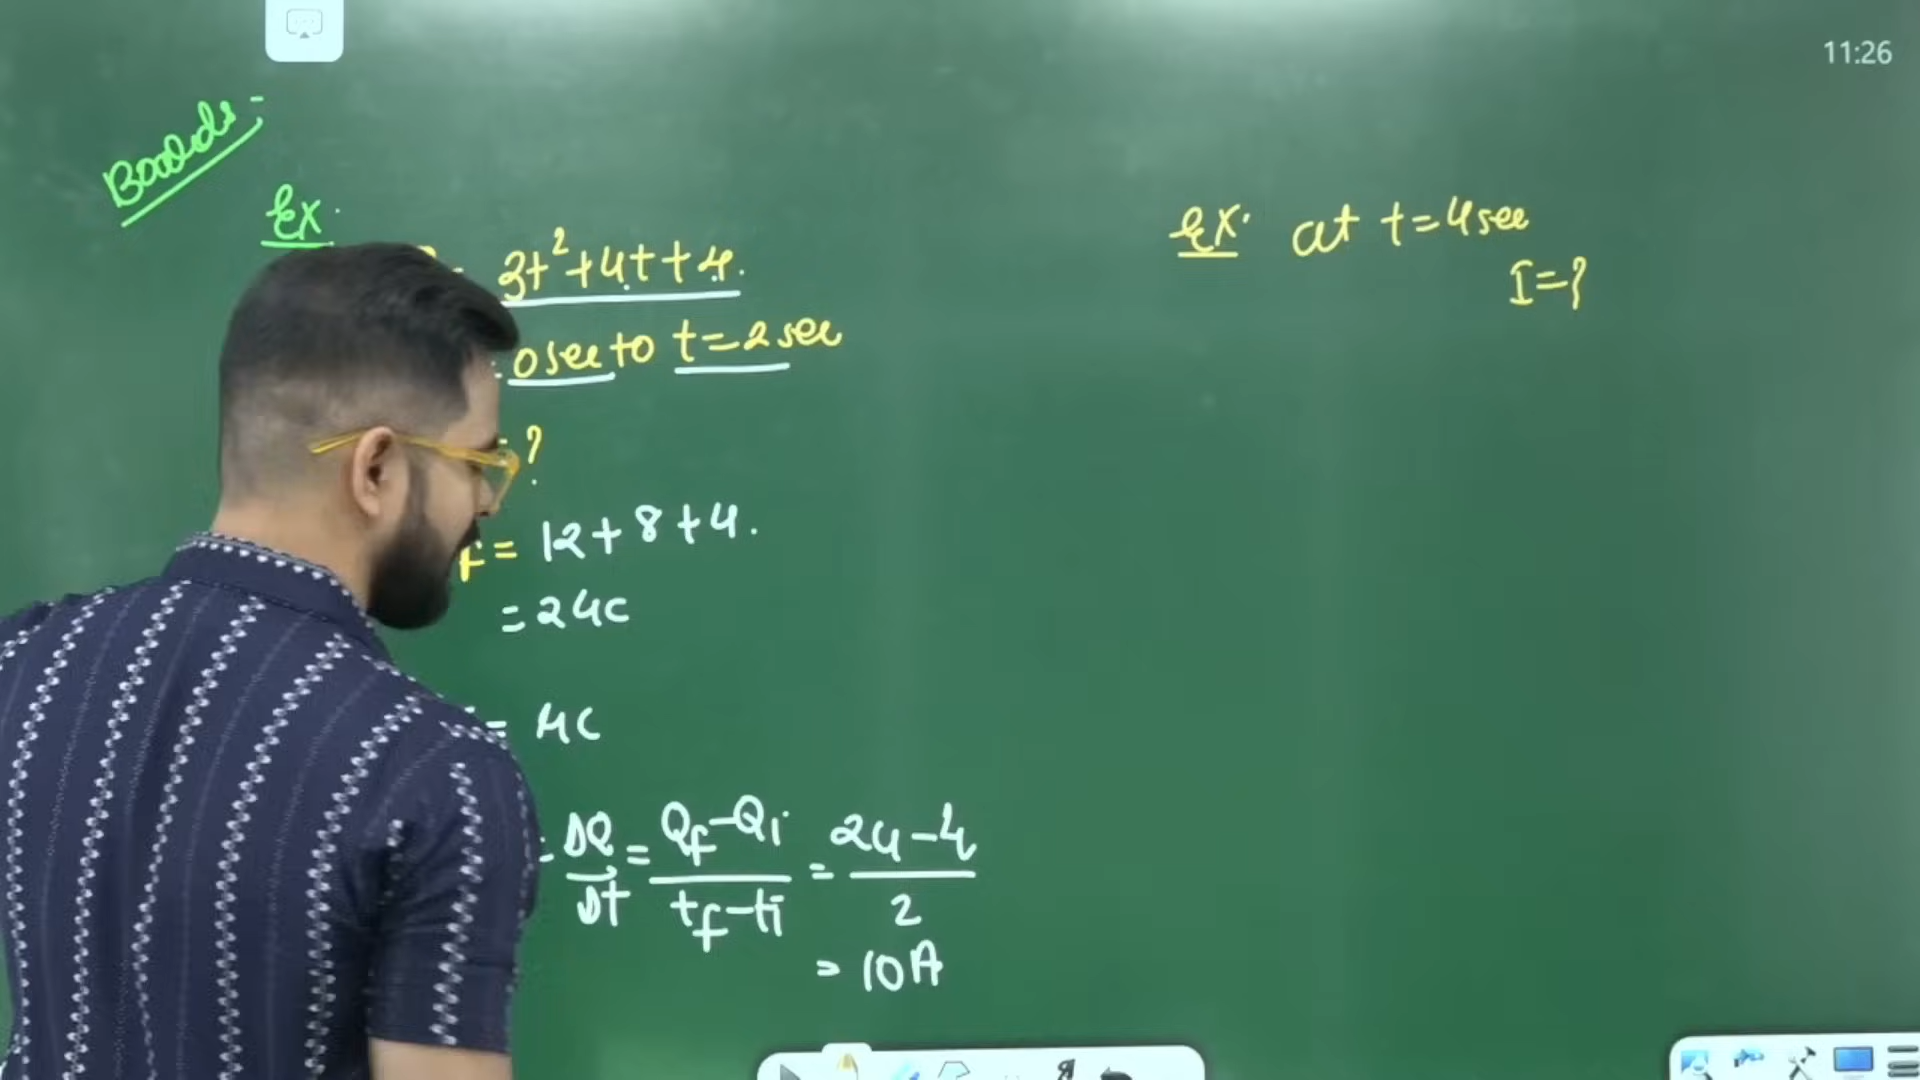 11:26
Boards:-
Ex.
3t²+4t+4.
0sec to t=2sec
= ?
f = 12+8+4.
= 24C
= 4C
= ΔQ/Δt = Qf-Qi/tf-ti = 24-4/2
= 10A
Ex. at t=4sec
I=?